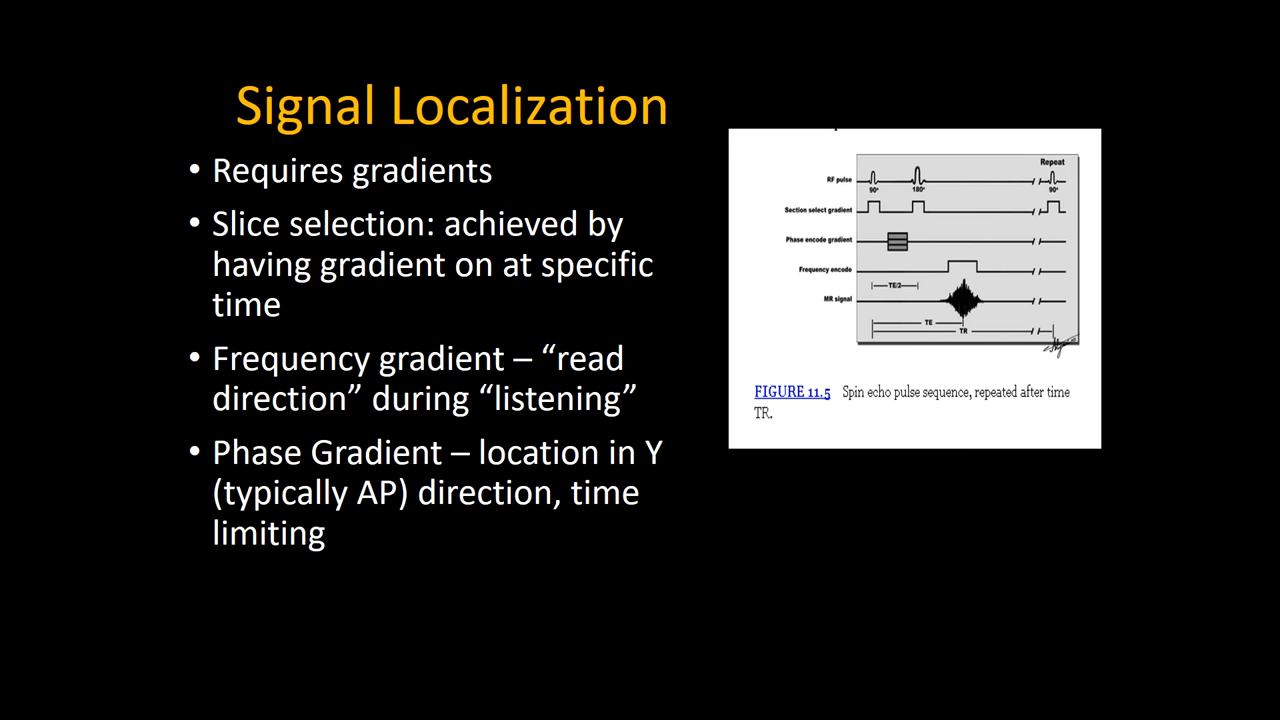 Signal Localization
• Requires gradients
• Slice selection: achieved by
having gradient on at specific
time
• Frequency gradient – “read
direction” during “listening”
• Phase Gradient – location in Y
(typically AP) direction, time
limiting
Repeat
RF pulse
90° 180° 90°
Section select gradient
Phase encode gradient
Frequency encode
TE/2
MR signal
TE
TR
FIGURE 11.5 Spin echo pulse sequence, repeated after time
TR.